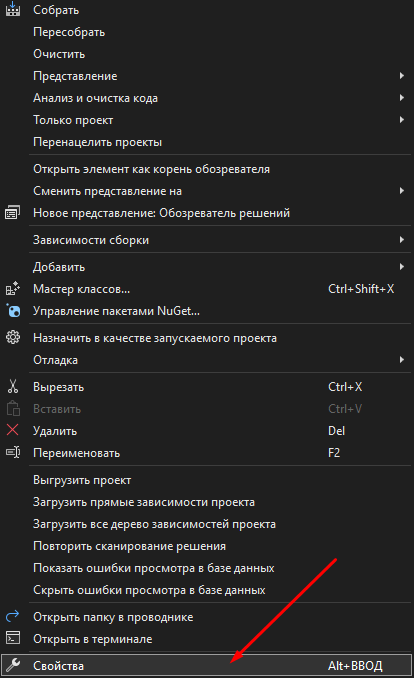 Собрать
Пересобрать
Очистить
Представление
Анализ и очистка кода
Только проект
Перенацелить проекты
Открыть элемент как корень обозревателя
Сменить представление на
Новое представление: Обозреватель решений
Зависимости сборки
Добавить
Мастер классов... Ctrl+Shift+X
Управление пакетами NuGet...
Назначить в качестве запускаемого проекта
Отладка
Вырезать Ctrl+X
Вставить Ctrl+V
Удалить Del
Переименовать F2
Выгрузить проект
Загрузить прямые зависимости проекта
Загрузить все дерево зависимостей проекта
Повторить сканирование решения
Показать ошибки просмотра в базе данных
Скрыть ошибки просмотра в базе данных
Открыть папку в проводнике
Открыть в терминале
Свойства Alt+ВВОД